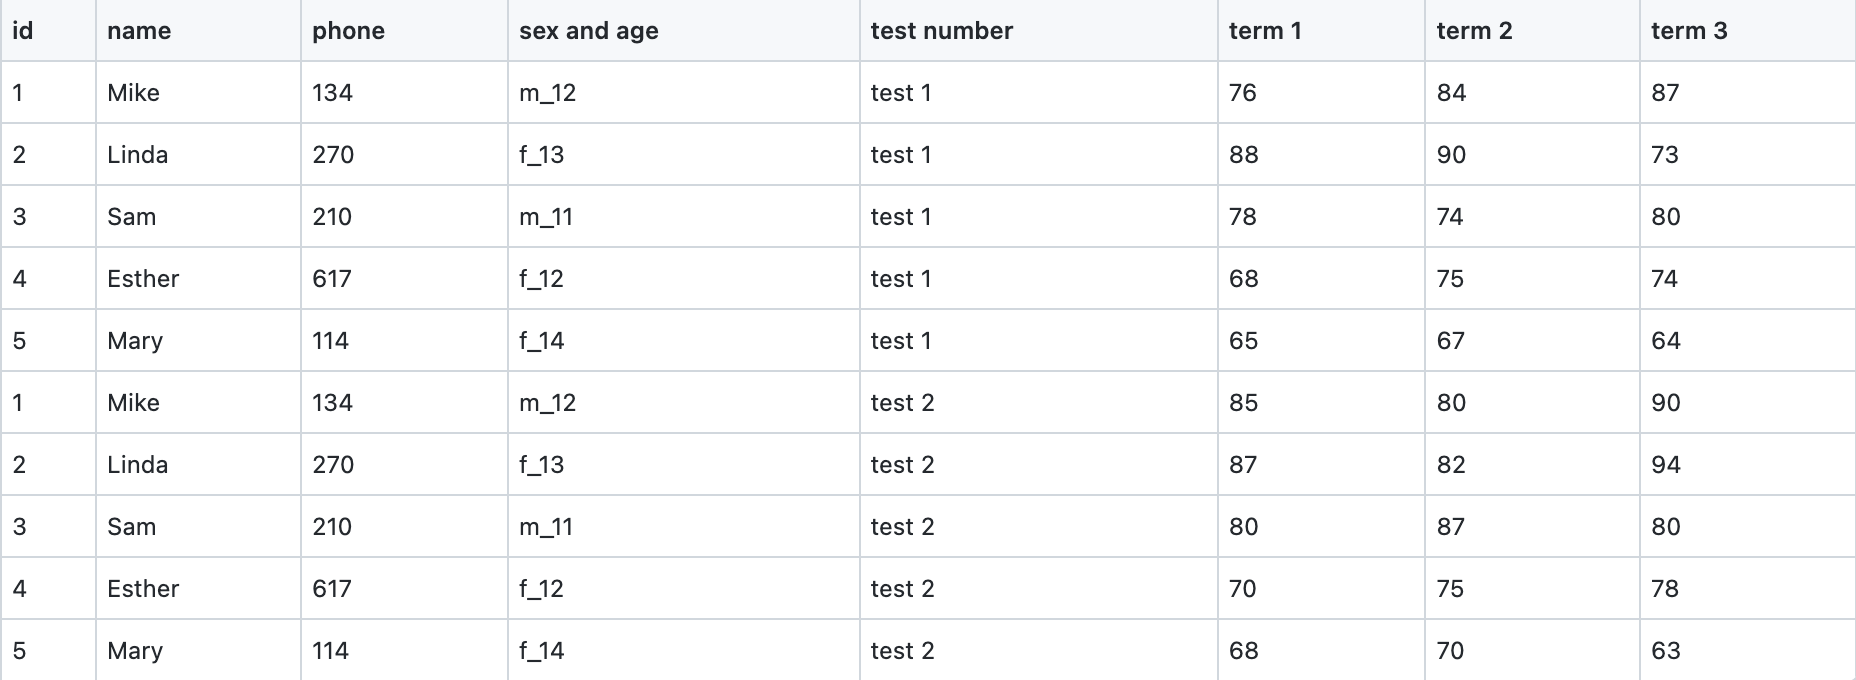 id name phone sex and age test number term 1 term 2 term 3
1 Mike 134 m_12 test 1 76 84 87
2 Linda 270 f_13 test 1 88 90 73
3 Sam 210 m_11 test 1 78 74 80
4 Esther 617 f_12 test 1 68 75 74
5 Mary 114 f_14 test 1 65 67 64
1 Mike 134 m_12 test 2 85 80 90
2 Linda 270 f_13 test 2 87 82 94
3 Sam 210 m_11 test 2 80 87 80
4 Esther 617 f_12 test 2 70 75 78
5 Mary 114 f_14 test 2 68 70 63